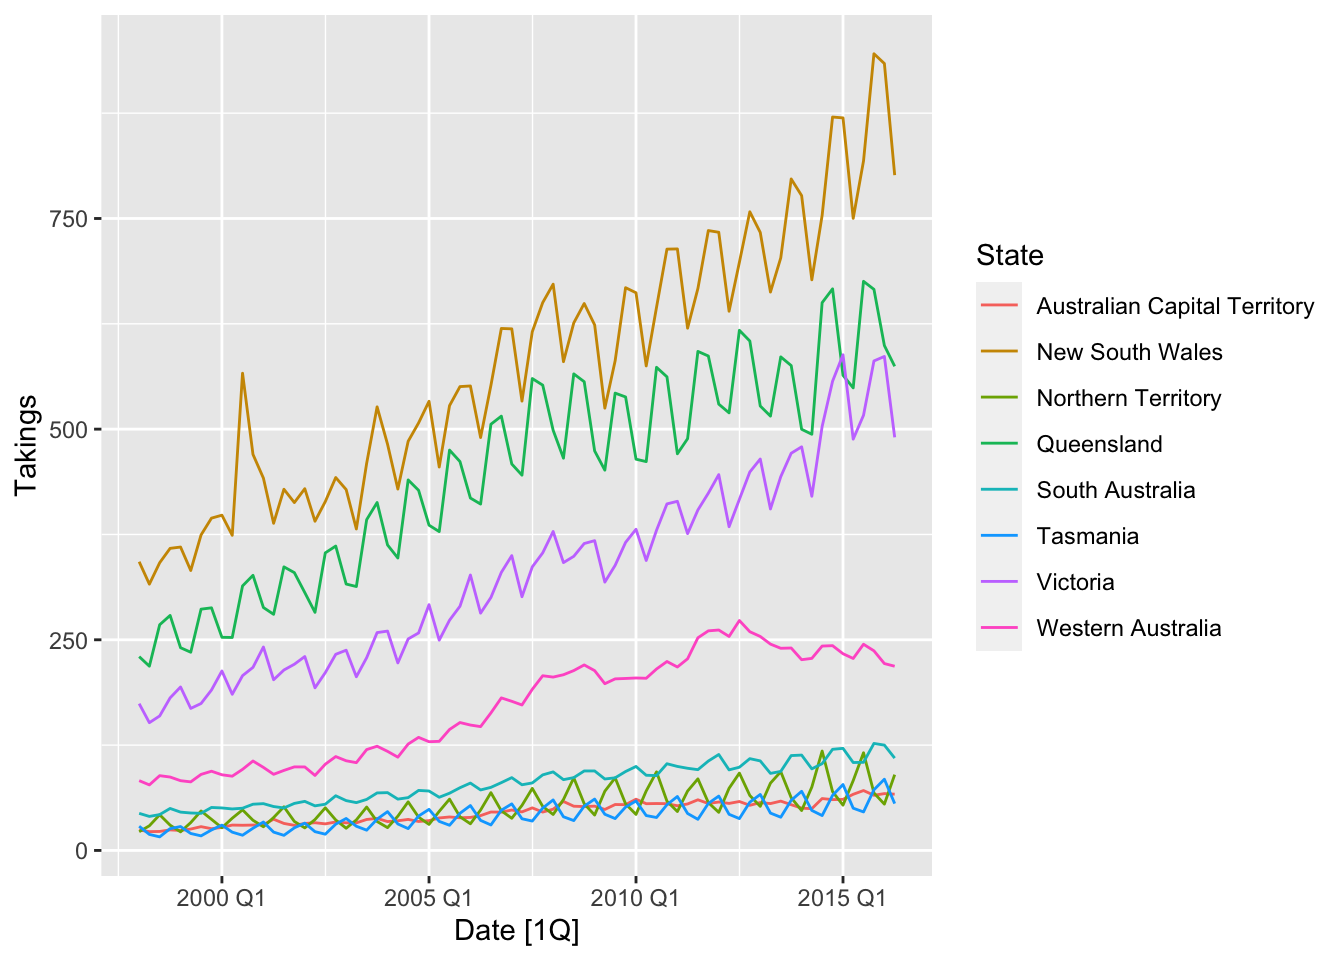 Takings
750
500
250
0
2000 Q1
2005 Q1
2010 Q1
2015 Q1
Date [1Q]
State
Australian Capital Territory
New South Wales
Northern Territory
Queensland
South Australia
Tasmania
Victoria
Western Australia